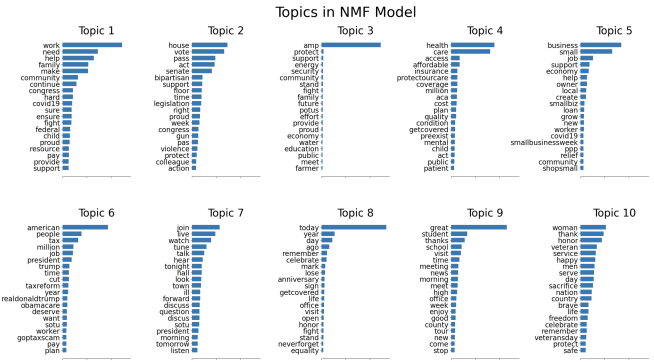 Topics in NMF Model
Topic 1
work
need
help
family
make
community
continue
congress
hard
covid19
sure
ensure
fight
federal
child
proud
resource
pay
provide
support
Topic 2
house
vote
pass
act
senate
bipartisan
support
floor
time
legislation
right
proud
week
congress
gun
pas
violence
protect
colleague
action
Topic 3
amp
protect
support
energy
security
community
stand
fight
family
future
potus
effort
provide
proud
economy
water
education
public
meet
farmer
Topic 4
health
care
access
affordable
insurance
protectourcare
coverage
million
aca
cost
plan
quality
condition
getcovered
preexist
mental
child
act
public
patient
Topic 5
business
small
job
support
economy
help
owner
local
create
smallbiz
loan
grow
new
worker
covid19
smallbusinessweek
ppp
relief
community
shopsmall
Topic 6
american
people
tax
million
job
president
trump
time
cut
taxreform
year
realdonaldtrump
obamacare
deserve
want
sotu
worker
goptaxscam
pay
plan
Topic 7
join
live
watch
tune
talk
hear
tonight
hall
look
town
ill
forward
discuss
question
discus
sotu
president
morning
tomorrow
listen
Topic 8
today
year
day
ago
remember
celebrate
mark
lose
anniversary
sign
getcovered
life
office
visit
open
honor
fight
stand
neverforget
equality
Topic 9
great
student
thanks
school
visit
time
meeting
news
morning
meet
high
office
week
enjoy
good
county
tour
new
come
stop
Topic 10
woman
thank
honor
veteran
service
happy
men
serve
day
sacrifice
nation
country
brave
life
freedom
celebrate
remember
veteransday
protect
safe